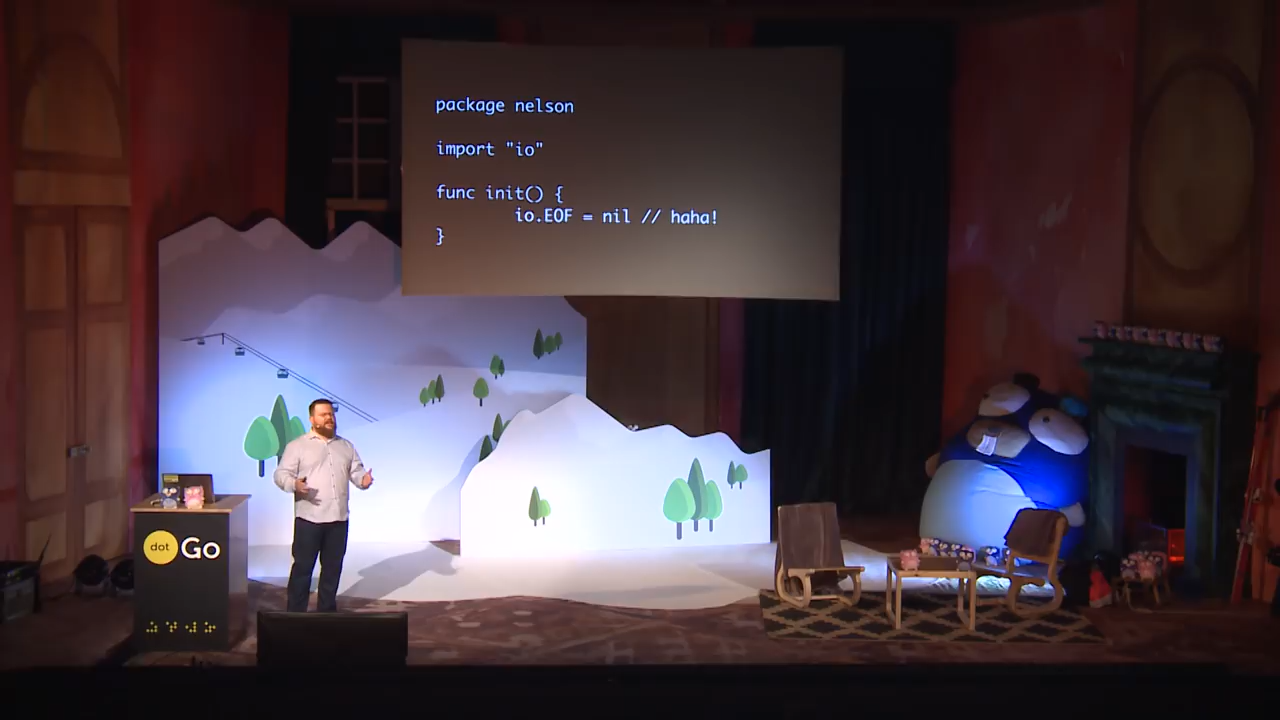 package nelson
import "io"
func init() {
io.EOF = nil // haha!
}
dot Go